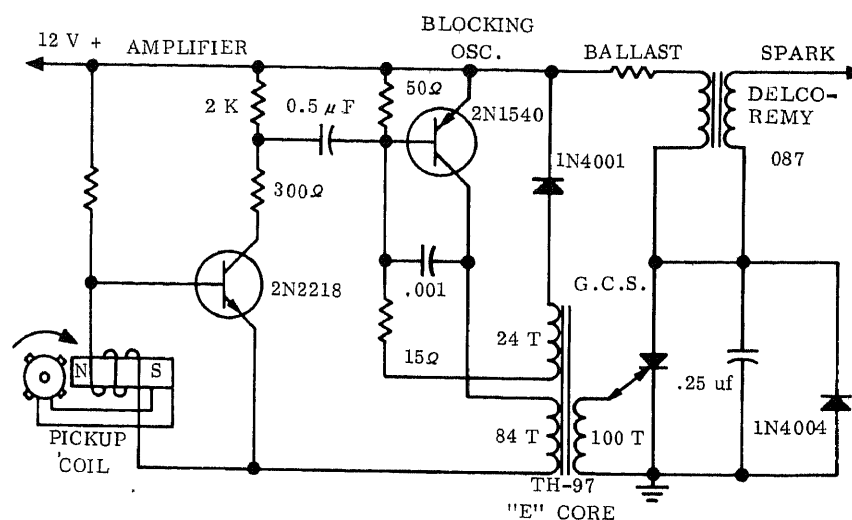 12 V +
AMPLIFIER
BLOCKING
OSC.
BALLAST
SPARK
50Ω
2 K
0.5 μF
2N1540
DELCO-
REMY
087
1N4001
300Ω
.001
G.C.S.
2N2218
24 T
15Ω
.25 uf
N
S
84 T
100 T
1N4004
PICKUP
COIL
TH-97
"E" CORE